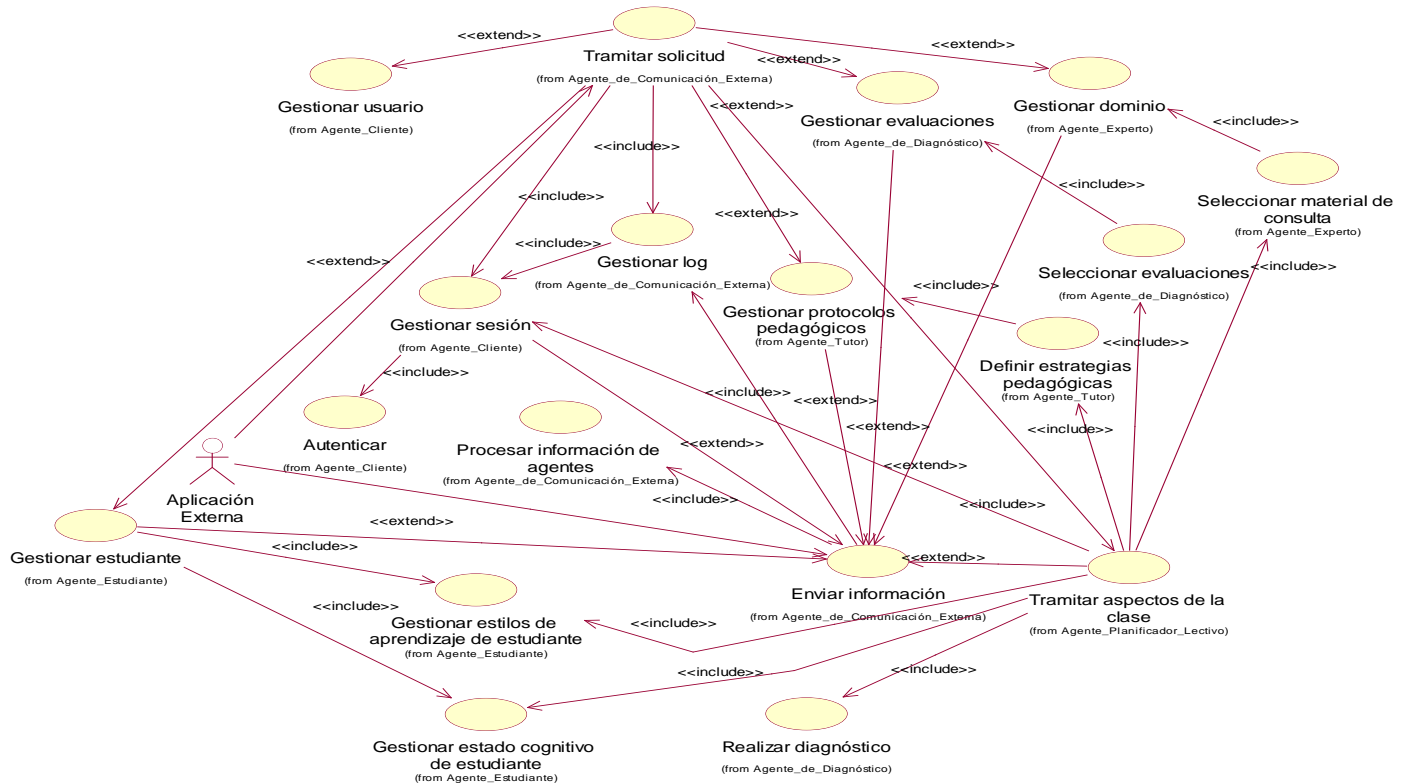 <<extend>>
Tramitar solicitud
(from Agente_de_Comunicación_Externa)
<<extend>>
<<extend>>
Gestionar usuario
(from Agente_Cliente)
Gestionar evaluaciones
(from Agente_de_Diagnóstico)
Gestionar dominio
(from Agente_Experto)
<<extend>>
<<include>>
<<include>>
<<include>>
Seleccionar material de
consulta
(from Agente_Experto)
<<include>>
<<extend>>
<<include>>
<<extend>>
Gestionar log
(from Agente_de_Comunicación_Externa)
Seleccionar evaluaciones
(from Agente_de_Diagnóstico)
<<include>>
<<include>>
Gestionar protocolos
pedagógicos
(from Agente_Tutor)
Gestionar sesión
(from Agente_Cliente)
<<include>>
Definir estrategias
pedagógicas
(from Agente_Tutor)
<<include>>
<<include>>
<<extend>>
Autenticar
(from Agente_Cliente)
<<extend>>
<<include>>
<<extend>>
Procesar información de
agentes
(from Agente_de_Comunicación_Externa)
<<extend>>
<<include>>
<<include>>
Aplicación
Externa
<<extend>>
<<include>>
Gestionar estudiante
(from Agente_Estudiante)
<<extend>>
Enviar información
(from Agente_de_Comunicación_Externa)
Tramitar aspectos de la
clase
(from Agente_Planificador_Lectivo)
<<include>>
Gestionar estilos de
aprendizaje de estudiante
(from Agente_Estudiante)
<<include>>
<<include>>
<<include>>
Gestionar estado cognitivo
de estudiante
(from Agente_Estudiante)
Realizar diagnóstico
(from Agente_de_Diagnóstico)